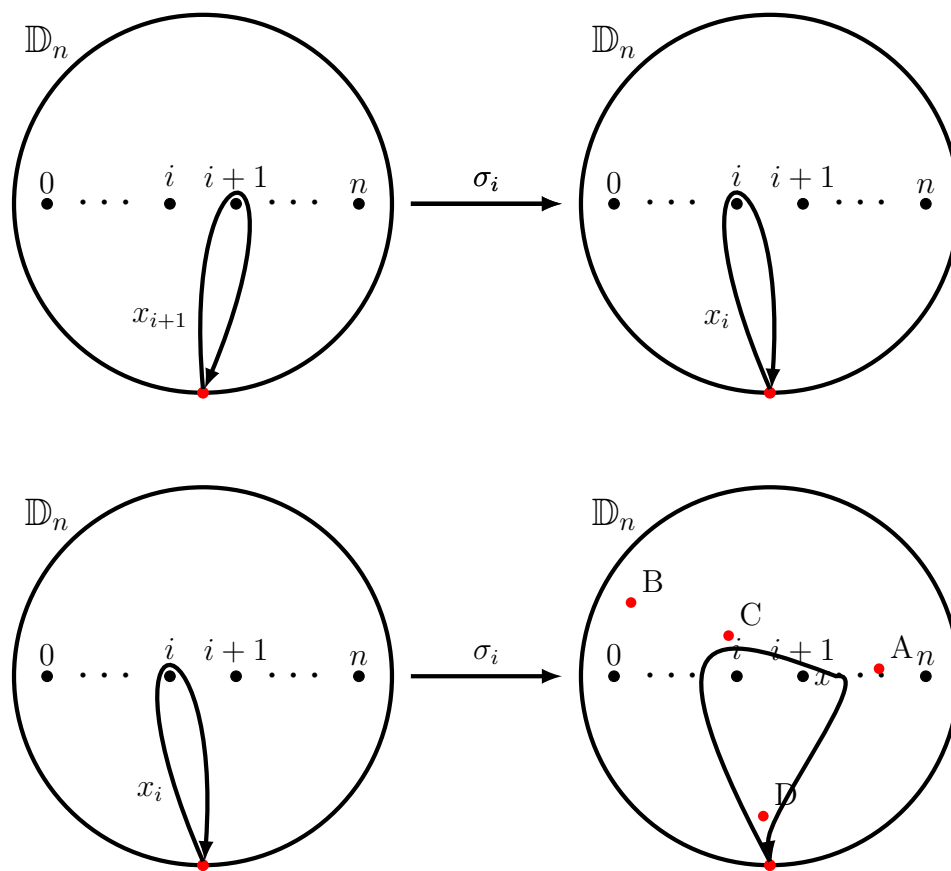 𝔻ₙ 𝔻ₙ
0 · · · i i + 1 · · · n σᵢ 0 · · · i i + 1 · · · n
xᵢ₊₁ xᵢ
𝔻ₙ 𝔻ₙ
B
C
0 · · · i i + 1 · · · n σᵢ 0 · · · i i + 1 · · · A n
x
xᵢ D